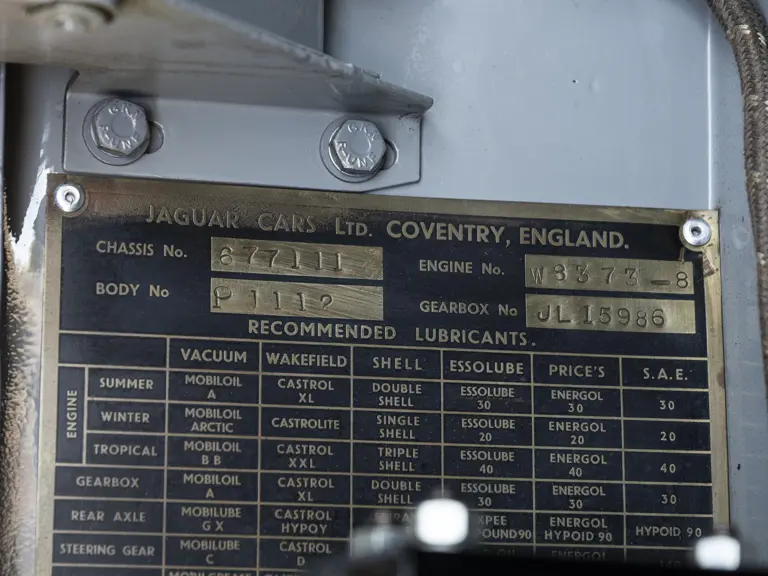 JAGUAR CARS LTD. COVENTRY, ENGLAND.
CHASSIS No. 677111 ENGINE No. W3373-8
BODY No P 1112 GEARBOX No JL15986
RECOMMENDED LUBRICANTS.
VACUUM WAKEFIELD SHELL ESSOLUBE PRICE'S S.A.E.
ENGINE
SUMMER MOBILOIL A CASTROL XL DOUBLE SHELL ESSOLUBE 30 ENERGOL 30 30
WINTER MOBILOIL ARCTIC CASTROLITE SINGLE SHELL ESSOLUBE 20 ENERGOL 20 20
TROPICAL MOBILOIL B B CASTROL XXL TRIPLE SHELL ESSOLUBE 40 ENERGOL 40 40
GEARBOX MOBILOIL A CASTROL XL DOUBLE SHELL ESSOLUBE 30 ENERGOL 30 30
REAR AXLE MOBILUBE G X CASTROL HYPOY ENERGOL HYPOID 90 HYPOID 90
STEERING GEAR MOBILUBE C CASTROL D